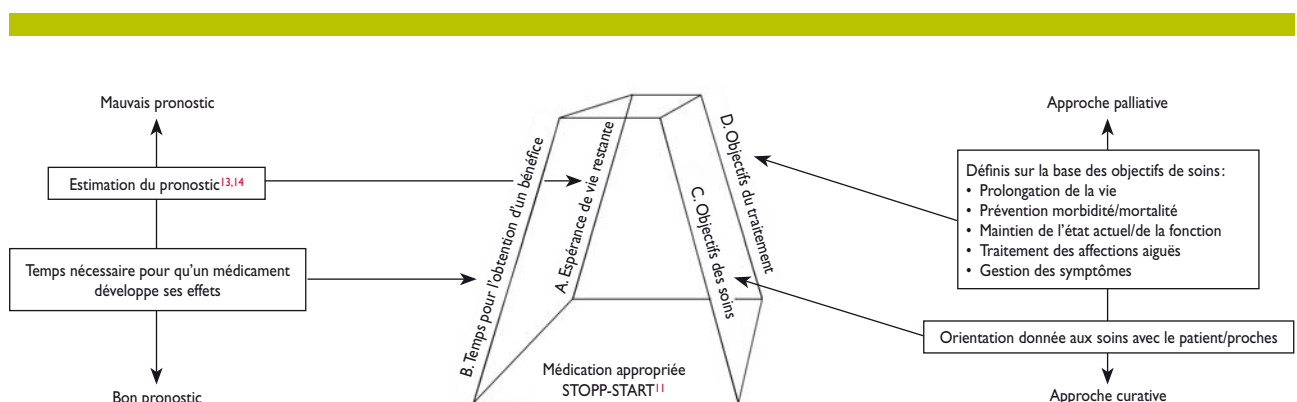 Mauvais pronostic
Estimation du pronostic13,14
Temps nécessaire pour qu'un médicament
développe ses effets
Bon pronostic
B. Temps pour l'obtention d'un bénéfice
A. Espérance de vie restante
C. Objectifs des soins
D. Objectifs du traitement
Médication appropriée
STOPP-START11
Approche palliative
Définis sur la base des objectifs de soins:
• Prolongation de la vie
• Prévention morbidité/mortalité
• Maintien de l'état actuel/de la fonction
• Traitement des affections aiguës
• Gestion des symptômes
Orientation donnée aux soins avec le patient/proches
Approche curative